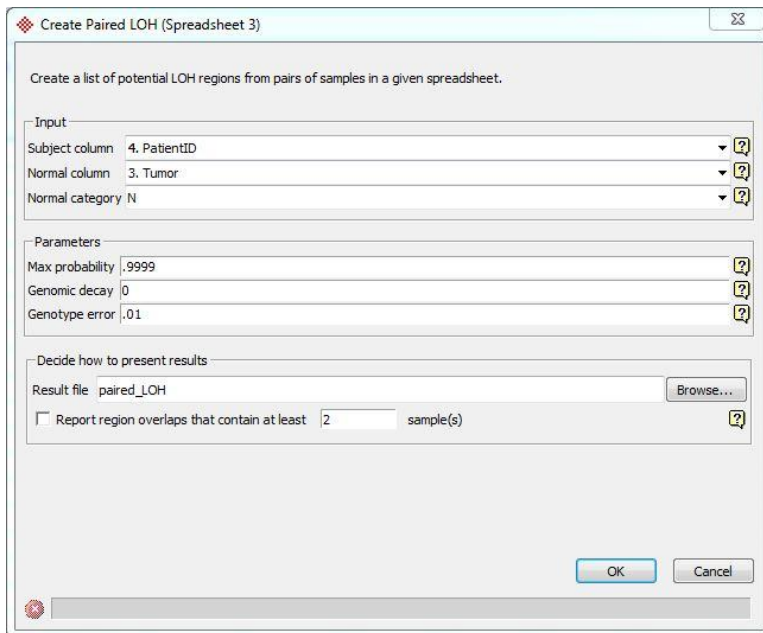 Create Paired LOH (Spreadsheet 3)
Create a list of potential LOH regions from pairs of samples in a given spreadsheet.
Input
Subject column 4. PatientID ?
Normal column 3. Tumor ?
Normal category N ?
Parameters
Max probability .9999 ?
Genomic decay 0 ?
Genotype error .01 ?
Decide how to present results
Result file paired_LOH Browse...
Report region overlaps that contain at least 2 sample(s) ?
OK Cancel